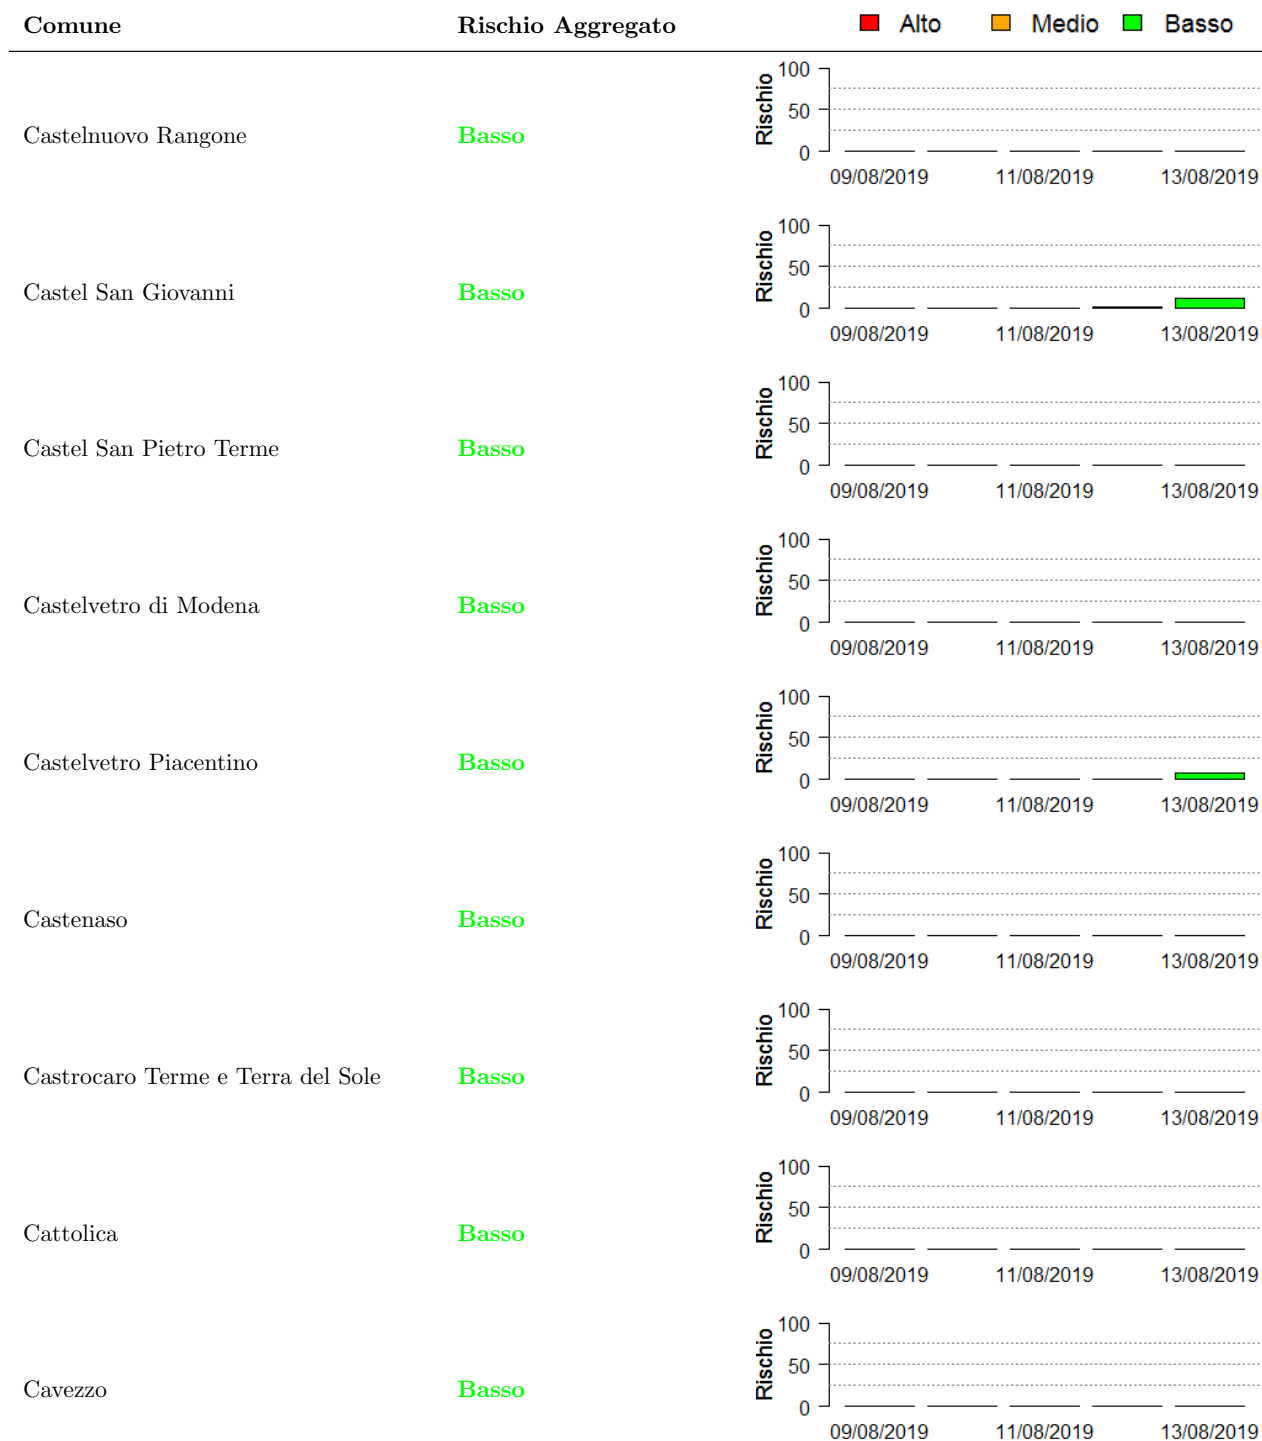 Comune Rischio Aggregato Alto Medio Basso
100
50
0
Rischio
Castelnuovo Rangone Basso
09/08/2019 11/08/2019 13/08/2019
100
50
0
Rischio
Castel San Giovanni Basso
09/08/2019 11/08/2019 13/08/2019
100
50
0
Rischio
Castel San Pietro Terme Basso
09/08/2019 11/08/2019 13/08/2019
100
50
0
Rischio
Castelvetro di Modena Basso
09/08/2019 11/08/2019 13/08/2019
100
50
0
Rischio
Castelvetro Piacentino Basso
09/08/2019 11/08/2019 13/08/2019
100
50
0
Rischio
Castenaso Basso
09/08/2019 11/08/2019 13/08/2019
100
50
0
Rischio
Castrocaro Terme e Terra del Sole Basso
09/08/2019 11/08/2019 13/08/2019
100
50
0
Rischio
Cattolica Basso
09/08/2019 11/08/2019 13/08/2019
100
50
0
Rischio
Cavezzo Basso
09/08/2019 11/08/2019 13/08/2019